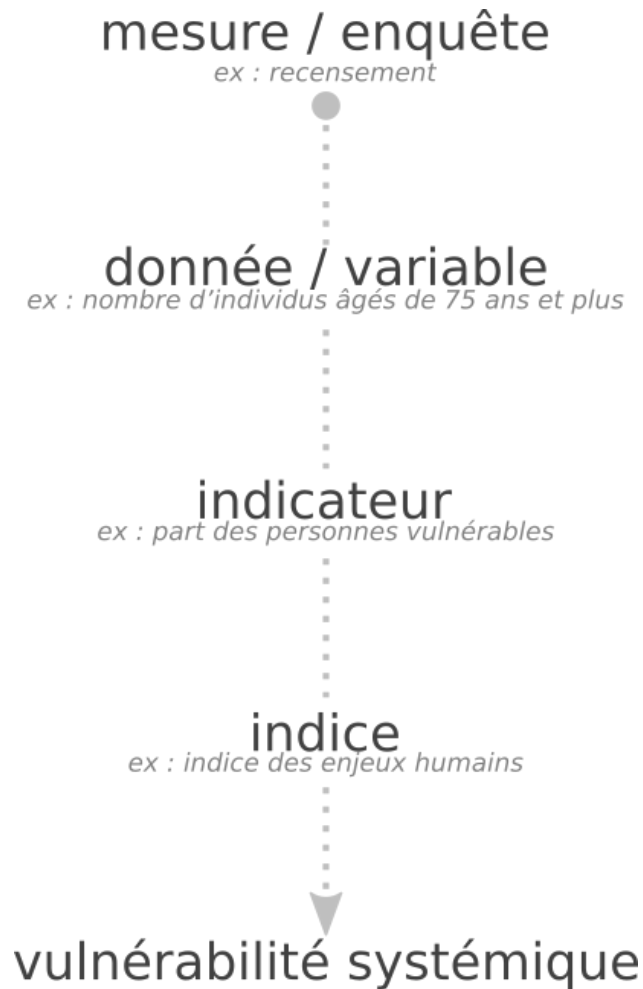 mesure / enquête
ex : recensement
donnée / variable
ex : nombre d’individus âgés de 75 ans et plus
indicateur
ex : part des personnes vulnérables
indice
ex : indice des enjeux humains
vulnérabilité systémique